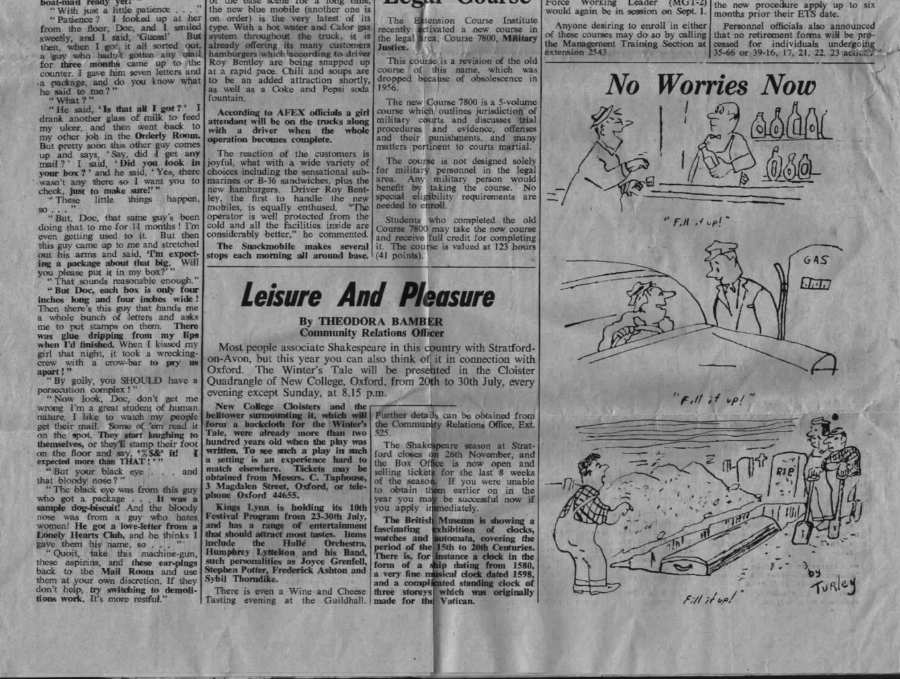 boat-mail ready yet!"
"With just a little patience . . ."
"Patience? I looked up at her
from the floor, Doc, and I smiled
sweetly, and I said, 'Guess!' But
then, when I got it all sorted out,
a guy who hadn't gotten any mail
for three months came up to the
counter. I gave him seven letters and
a package, and do you know what
he said to me?"
"What?"
"He said, 'Is that all I got?' I
drank another glass of milk to feed
my ulcer, and then went back to
my other job in the Orderly Room.
But pretty soon this other guy comes
up and says, 'Say, did I get any
mail?' I said, 'Did you look in
your box?' and he said, 'Yes, there
wasn't any there so I want you to
check, just to make sure!'"
"These little things happen,
so . . . ."
"But, Doc, that same guy's been
doing that to me for 11 months! I'm
even getting used to it. But then
this guy came up to me and stretched
out his arms and said, 'I'm expect-
ing a package about that big. Will
you please put it in my box?'"
"That sounds reasonable enough."
"But Doc, each box is only four
inches long and four inches wide!
Then there's this guy that hands me
a whole bunch of letters and asks
me to put stamps on them. There
was glue dripping from my lips
when I'd finished. When I kissed my
girl that night, it took a wrecking-
crew with a crow-bar to pry us
apart!"
"By golly, you SHOULD have a
persecution complex!"
"Now look, Doc, don't get me
wrong I'm a great student of human
nature. I like to watch my people
get their mail. Some of 'em read it
on the spot. They start laughing to
themselves, or they'll stamp their foot
on the floor and say, '%S&* it! I
expected more than THAT!'"
"But your black eye . . . and
that bloody nose?"
"The black eye was from this guy
who got a package . . . It was a
sample dog-biscuit! And the bloody
nose was from a guy who hates
women! He got a love-letter from a
Lonely Hearts Club, and he thinks I
gave them his name, so . . ."
"Quoit, take this machine-gun,
these aspirins, and these ear-pings
back to the Mail Room and use
them at your own discretion. If they
don't help, try switching to demoli-
tions work. It's more restful."
the new blue mobile (another one is
on order) is the very latest of its
type. With a hot water and Calor gas
system throughout the truck, it is
already offering its many customers
hamburgers which according to driver
Roy Bentley are being snapped up
at a rapid pace. Chili and soups are
to be an added attraction shortly,
as well as a Coke and Pepsi soda
fountain.
According to AFEX officials a girl
attendant will be on the trucks along
with a driver when the whole
operation becomes complete.
The reaction of the customers is
joyful, what with a wide variety of
choices including the sensational sub-
marines or B-36 sandwiches, plus the
new hamburgers. Driver Roy Bent-
ley, the first to handle the new
mobiles, is equally enthused. "The
operator is well protected from the
cold and all the facilities inside are
considerably better," he commented.
The Snackmobile makes several
stops each morning all around base.
Legal Course
The Extension Course Institute
recently activated a new course in
the legal area, Course 7800, Military
Justice.
This course is a revision of the old
course of this name, which was
dropped because of obsolescence in
1956.
The new Course 7800 is a 5-volume
course which outlines jurisdiction of
military courts and discusses trial
procedures and evidence, offenses
and their punishments, and many
matters pertinent to courts martial.
The course is not designed solely
for military personnel in the legal
area. Any military person would
benefit by taking the course. No
special eligibility requirements are
needed to enroll.
Students who completed the old
Course 7800 may take the new course
and receive full credit for completing
it. The course is valued at 123 hours
(41 points).
Force Working Leader (MGT-2)
would again be in session on Sept. 1.
Anyone desiring to enroll in either
of these courses may do so by calling
the Management Training Section at
extension 2543.
the new procedure apply up to six
months prior their ETS date.
Personnel officials also announced
that no retirement forms will be pro-
cessed for individuals undergoing
35-66 or 39-16, 17, 21, 22, 23 action
No Worries Now
"Fill it up!"
GAS
"Fill it up!"
RIP
"Fill it up!"
by
TURLEY
Leisure And Pleasure
By THEODORA BAMBER
Community Relations Officer
Most people associate Shakespeare in this country with Stratford-
on-Avon, but this year you can also think of it in connection with
Oxford. The Winter's Tale will be presented in the Cloister
Quadrangle of New College, Oxford, from 20th to 30th July, every
evening except Sunday, at 8.15 p.m.
New College Cloisters and the
belltower surmounting it, which will
form a backcloth for the Winter's
Tale, were already more than two
hundred years old when the play was
written. To see such a play in such
a setting is an experience hard to
match elsewhere. Tickets may be
obtained from Messrs. C. Taphouse,
3 Magdalen Street, Oxford, or tele-
phone Oxford 44655.
Kings Lynn is holding its 10th
Festival Program from 23-30th July,
and has a range of entertainment
that should attract most tastes. Items
include the Hallé Orchestra,
Humphrey Lyttelton and his Band,
such personalities as Joyce Grenfell,
Stephen Potter, Frederick Ashton and
Sybil Thorndike.
There is even a Wine and Cheese
Tasting evening at the Guildhall.
Further details can be obtained from
the Community Relations Office, Ext.
525.
The Shakespeare season at Strat-
ford closes on 26th November, and
the Box Office is now open and
selling tickets for the last 8 weeks
of the season. If you were unable
to obtain them earlier on in the
year you may be successful now if
you apply immediately.
The British Museum is showing a
fascinating exhibition of clocks,
watches and automata, covering the
period of the 15th to 20th Centuries.
There is, for instance a clock in the
form of a ship dating from 1580,
a very fine musical clock dated 1598,
and a complicated standing clock of
three storeys which was originally
made for the Vatican.